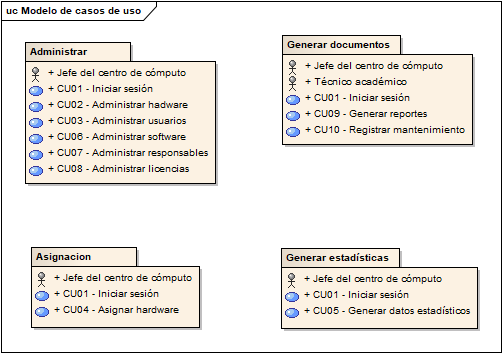 uc Modelo de casos de uso
Administrar
+ Jefe del centro de cómputo
+ CU01 - Iniciar sesión
+ CU02 - Administrar hadware
+ CU03 - Administrar usuarios
+ CU06 - Administrar software
+ CU07 - Administrar responsables
+ CU08 - Administrar licencias
Generar documentos
+ Jefe del centro de cómputo
+ Técnico académico
+ CU01 - Iniciar sesión
+ CU09 - Generar reportes
+ CU10 - Registrar mantenimiento
Asignacion
+ Jefe del centro de cómputo
+ CU01 - Iniciar sesión
+ CU04 - Asignar hardware
Generar estadísticas
+ Jefe del centro de cómputo
+ CU01 - Iniciar sesión
+ CU05 - Generar datos estadísticos